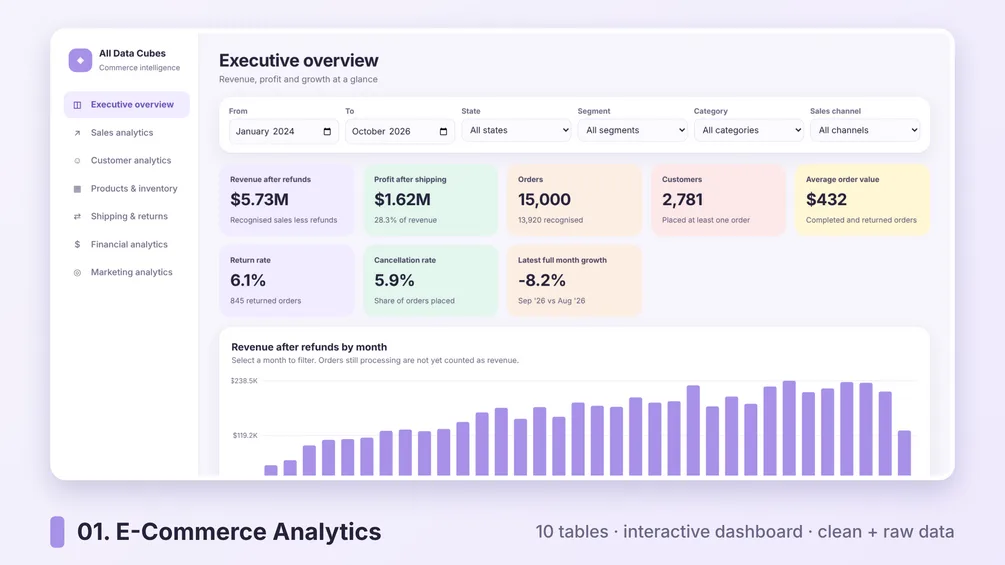 All Data Cubes
Commerce intelligence
Executive overview
Sales analytics
Customer analytics
Products & inventory
Shipping & returns
$ Financial analytics
Marketing analytics
Executive overview
Revenue, profit and growth at a glance
From To State Segment Category Sales channel
January 2024 October 2026 All states All segments All categories All channels
Revenue after refunds
$5.73M
Recognised sales less refunds
Profit after shipping
$1.62M
28.3% of revenue
Orders
15,000
13,920 recognised
Customers
2,781
Placed at least one order
Average order value
$432
Completed and returned orders
Return rate
6.1%
845 returned orders
Cancellation rate
5.9%
Share of orders placed
Latest full month growth
-8.2%
Sep '26 vs Aug '26
Revenue after refunds by month
Select a month to filter. Orders still processing are not yet counted as revenue.
$238.5K
$119.2K
01. E-Commerce Analytics
10 tables · interactive dashboard · clean + raw data